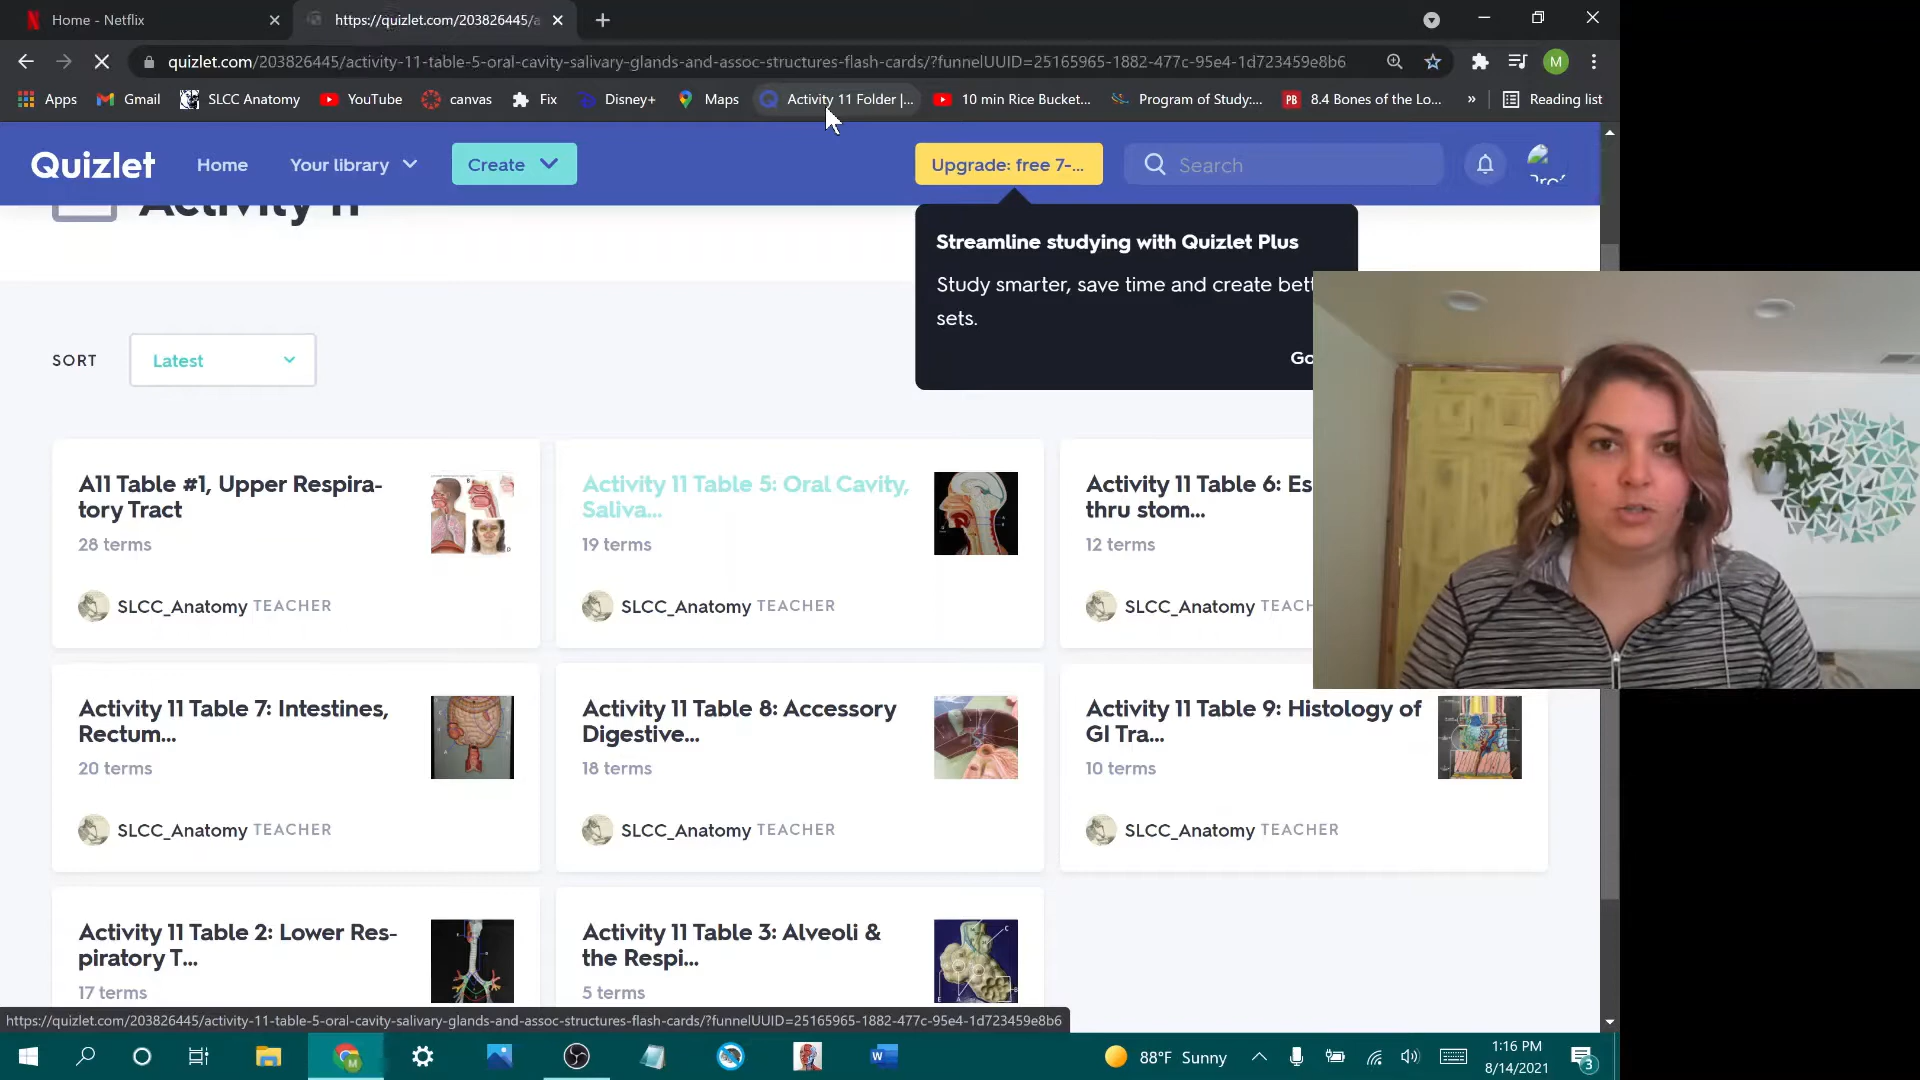 Home - Netflix
https://quizlet.com/203826445/a
quizlet.com/203826445/activity-11-table-5-oral-cavity-salivary-glands-and-assoc-structures-flash-cards/?funnelUUID=25165965-1882-477c-95e4-1d723459e8b6
M
Apps
Gmail
SLCC Anatomy
YouTube
canvas
Fix
Disney+
Maps
Activity 11 Folder |...
10 min Rice Bucket...
Program of Study:...
PB
8.4 Bones of the Lo...
»
Reading list
Quizlet
Home
Your library
Create
Upgrade: free 7-...
Search
Activity 11
Streamline studying with Quizlet Plus
Study smarter, save time and create bett
sets.
Go
SORT
Latest
A11 Table #1, Upper Respira-
tory Tract
28 terms
SLCC_Anatomy TEACHER
Activity 11 Table 5: Oral Cavity,
Saliva...
19 terms
SLCC_Anatomy TEACHER
Activity 11 Table 6: Es
thru stom...
12 terms
SLCC_Anatomy TEACH
Activity 11 Table 7: Intestines,
Rectum...
20 terms
SLCC_Anatomy TEACHER
Activity 11 Table 8: Accessory
Digestive...
18 terms
SLCC_Anatomy TEACHER
Activity 11 Table 9: Histology of
GI Tra...
10 terms
SLCC_Anatomy TEACHER
Activity 11 Table 2: Lower Res-
piratory T...
17 terms
Activity 11 Table 3: Alveoli &
the Respi...
5 terms
https://quizlet.com/203826445/activity-11-table-5-oral-cavity-salivary-glands-and-assoc-structures-flash-cards/?funnelUUID=25165965-1882-477c-95e4-1d723459e8b6
88°F Sunny
1:16 PM
8/14/2021
3